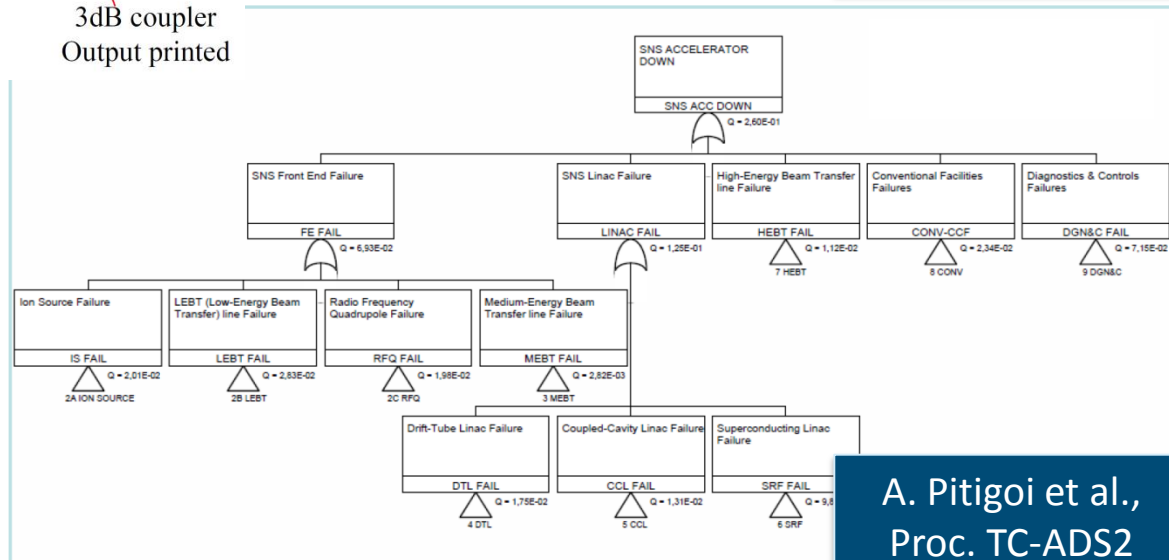 3dB coupler
Output printed
SNS ACCELERATOR
DOWN
SNS ACC DOWN
Q = 2,60E-01
SNS Front End Failure
FE FAIL
Q = 6,93E-02
SNS Linac Failure
LINAC FAIL
Q = 1,25E-01
High-Energy Beam Transfer
line Failure
HEBT FAIL
Q = 1,12E-02
7 HEBT
Conventional Facilities
Failures
CONV-CCF
Q = 2,34E-02
8 CONV
Diagnostics & Controls
Failures
DGN&C FAIL
Q = 7,15E-02
9 DGN&C
Ion Source Failure
IS FAIL
Q = 2,01E-02
2A ION SOURCE
LEBT (Low-Energy Beam
Transfer) line Failure
LEBT FAIL
Q = 2,83E-02
2B LEBT
Radio Frequency
Quadrupole Failure
RFQ FAIL
Q = 1,98E-02
2C RFQ
Medium-Energy Beam
Transfer line Failure
MEBT FAIL
Q = 2,82E-03
3 MEBT
Drift-Tube Linac Failure
DTL FAIL
Q = 1,75E-02
4 DTL
Coupled-Cavity Linac Failure
CCL FAIL
Q = 1,31E-02
5 CCL
Superconducting Linac
Failure
SRF FAIL
Q = 9,8
6 SRF
A. Pitigoi et al.,
Proc. TC-ADS2